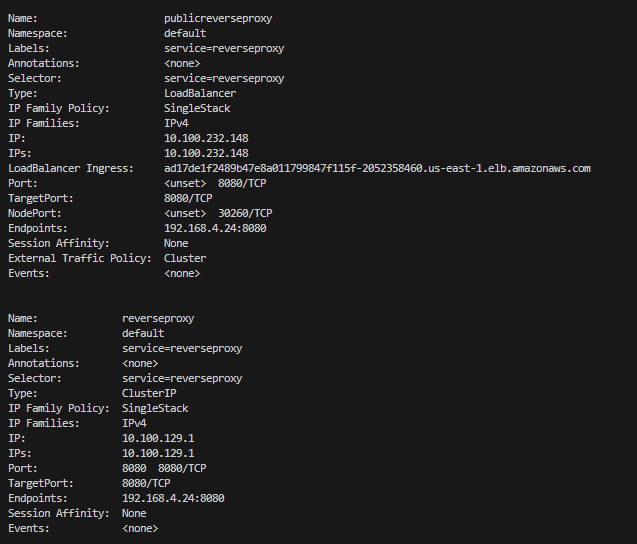 Name: publicreverseproxy
Namespace: default
Labels: service=reverseproxy
Annotations: <none>
Selector: service=reverseproxy
Type: LoadBalancer
IP Family Policy: SingleStack
IP Families: IPv4
IP: 10.100.232.148
IPs: 10.100.232.148
LoadBalancer Ingress: ad17de1f2489b47e8a011799847f115f-2052358460.us-east-1.elb.amazonaws.com
Port: <unset> 8080/TCP
TargetPort: 8080/TCP
NodePort: <unset> 30260/TCP
Endpoints: 192.168.4.24:8080
Session Affinity: None
External Traffic Policy: Cluster
Events: <none>
Name: reverseproxy
Namespace: default
Labels: service=reverseproxy
Annotations: <none>
Selector: service=reverseproxy
Type: ClusterIP
IP Family Policy: SingleStack
IP Families: IPv4
IP: 10.100.129.1
IPs: 10.100.129.1
Port: 8080 8080/TCP
TargetPort: 8080/TCP
Endpoints: 192.168.4.24:8080
Session Affinity: None
Events: <none>